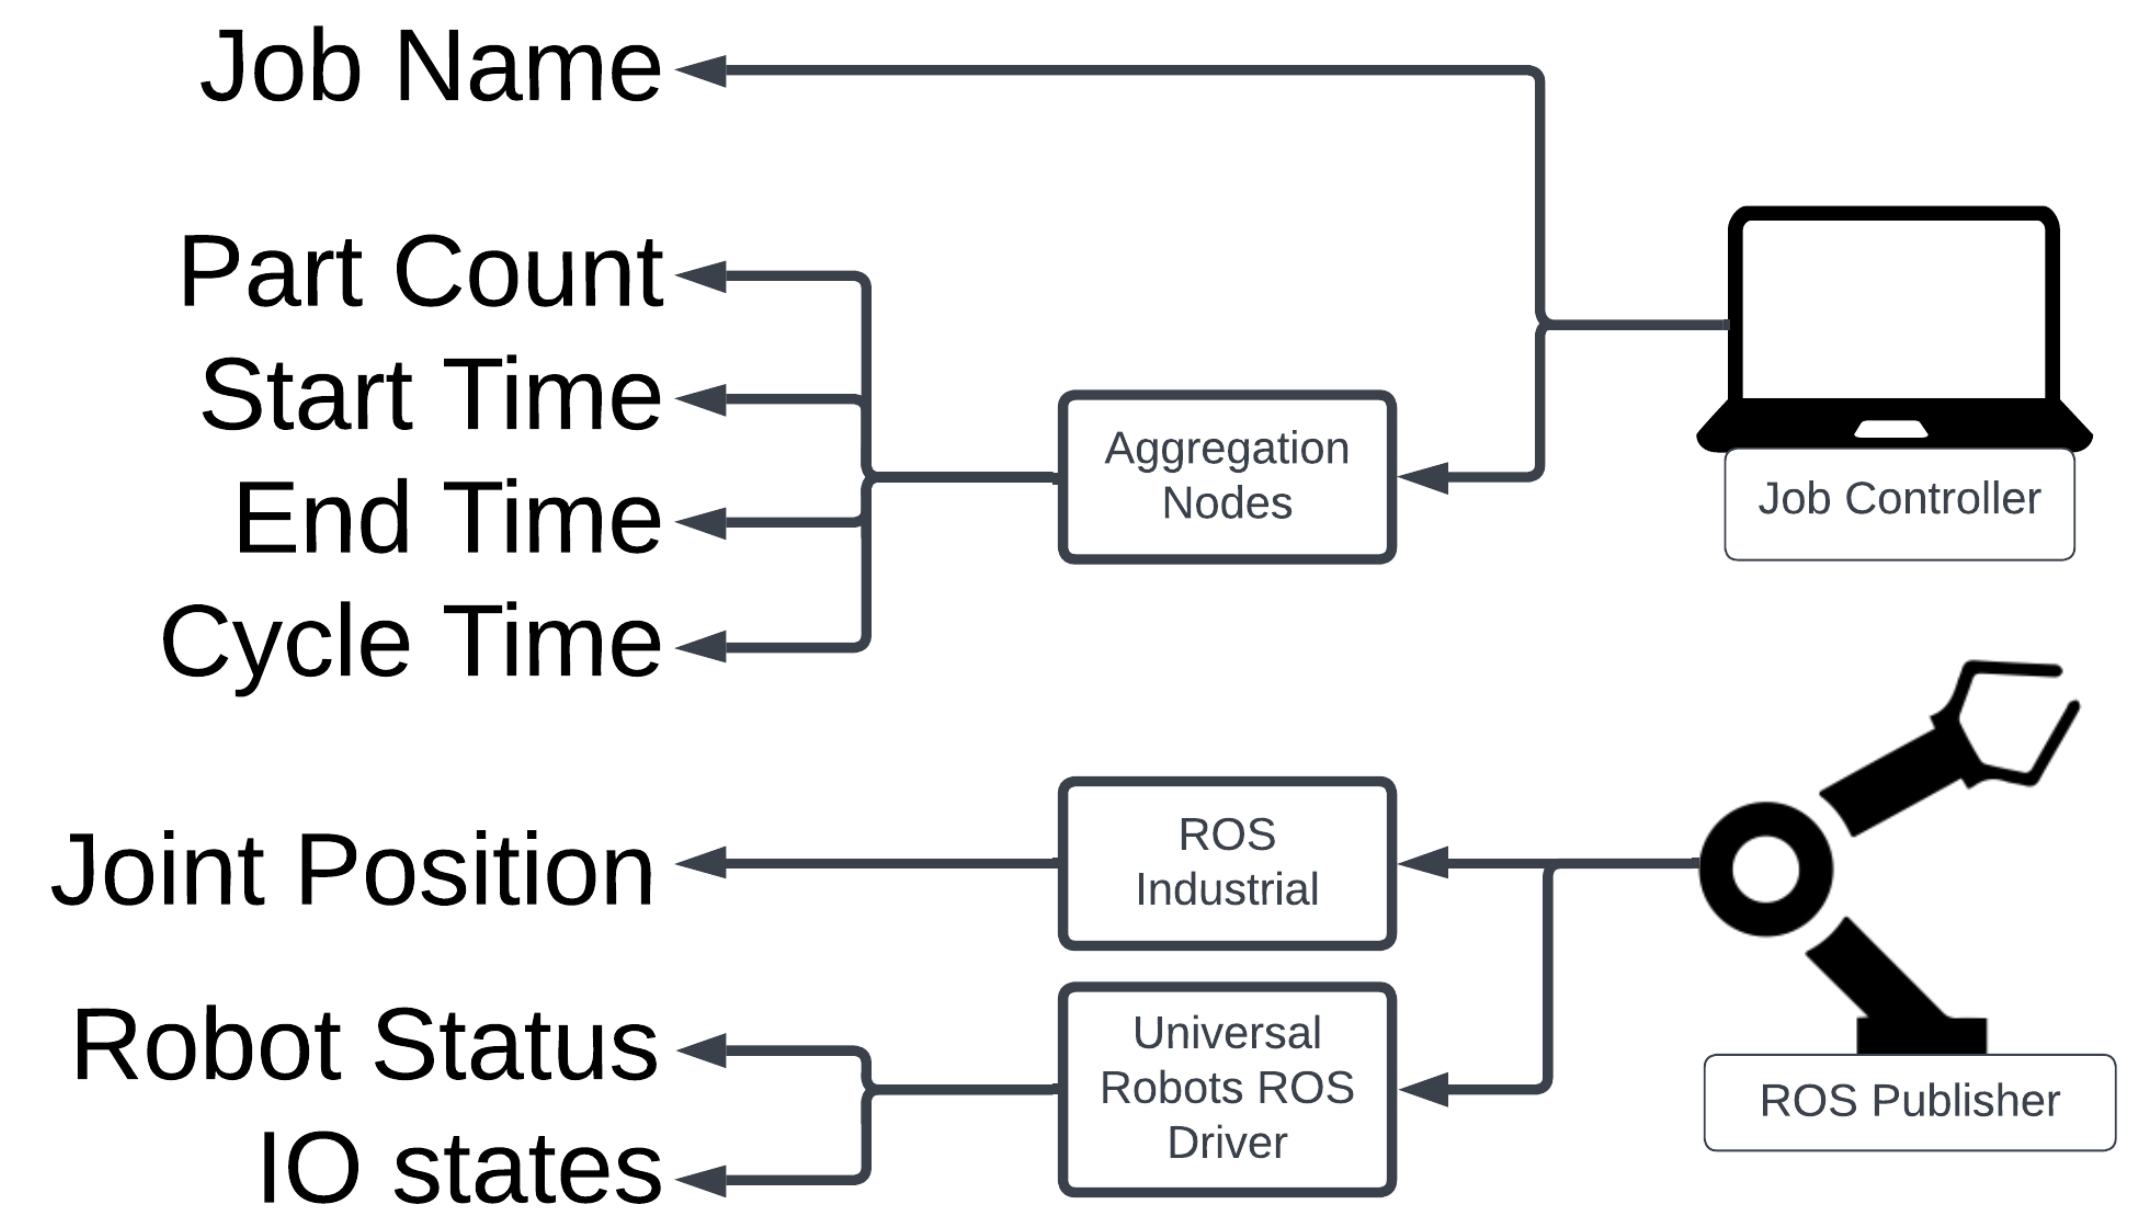 Job Name
Part Count
Start Time
End Time
Cycle Time
Aggregation
Nodes
Job Controller
Joint Position
ROS
Industrial
Robot Status
IO states
Universal
Robots ROS
Driver
ROS Publisher